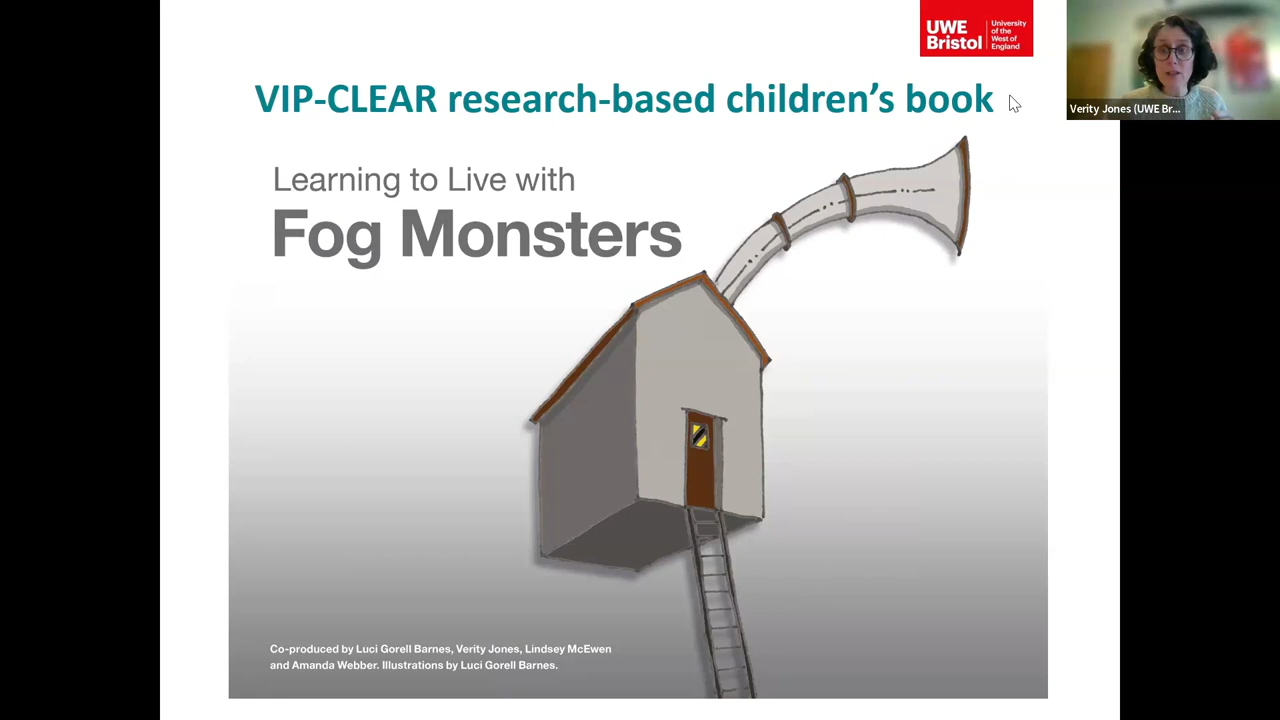 UWE
Bristol
University
of the
West of
England
VIP-CLEAR research-based children’s book
Verity Jones (UWE Br...
Learning to Live with
Fog Monsters
Co-produced by Luci Gorell Barnes, Verity Jones, Lindsey McEwen
and Amanda Webber. Illustrations by Luci Gorell Barnes.